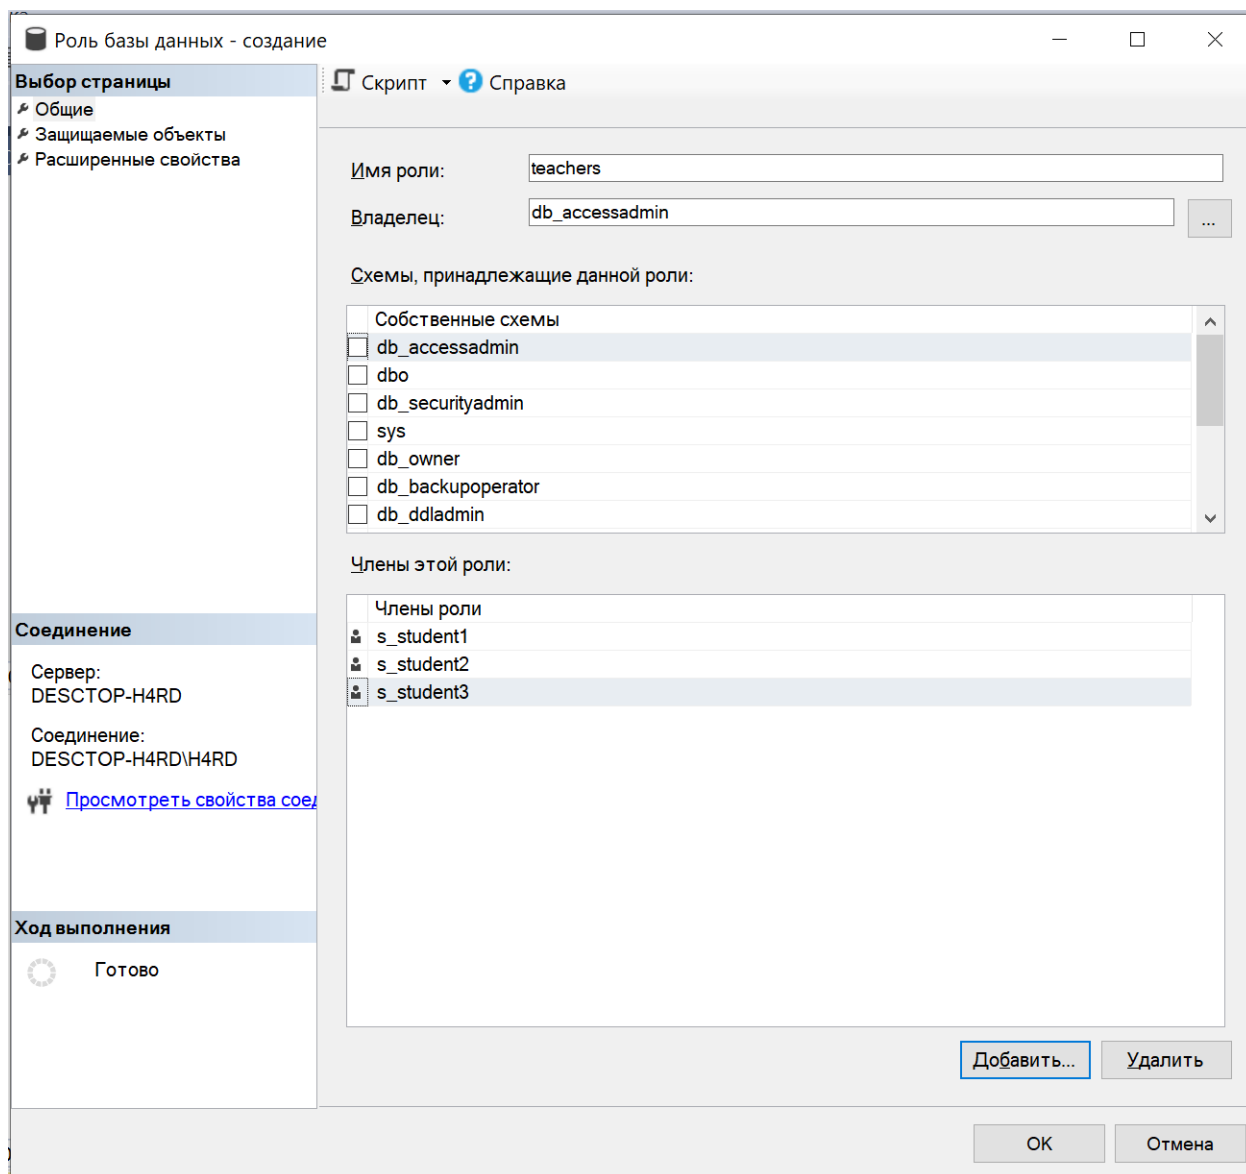 Роль базы данных - создание
Выбор страницы
Общие
Защищаемые объекты
Расширенные свойства
Скрипт
Справка
Имя роли:
teachers
Владелец:
db_accessadmin
...
Схемы, принадлежащие данной роли:
Собственные схемы
db_accessadmin
dbo
db_securityadmin
sys
db_owner
db_backupoperator
db_ddladmin
Члены этой роли:
Члены роли
s_student1
s_student2
s_student3
Соединение
Сервер:
DESCTOP-H4RD
Соединение:
DESCTOP-H4RD\H4RD
Просмотреть свойства соед
Ход выполнения
Готово
Добавить...
Удалить
OK
Отмена